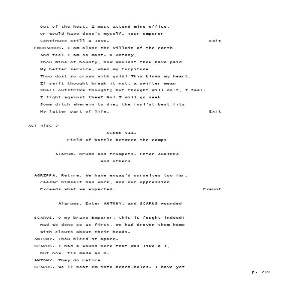 Out of the host. I must attend mine office,
Or would have done't myself. Your emperor
Continues still a Jove. Exit
ENOBARBUS. I am alone the villain of the earth,
And feel I am so most. O Antony,
Thou mine of bounty, how wouldst thou have paid
My better service, when my turpitude
Thou dost so crown with gold! This blows my heart.
If swift thought break it not, a swifter mean
Shall outstrike thought; but thought will do't, I feel.
I fight against thee? No! I will go seek
Some ditch wherein to die; the foul'st best fits
My latter part of life. Exit
ACT IV
SCENE
Field of battle between the camps
Alarum. Drums and trumpets. Enter AGRIPPA
and others
AGRIPPA. Retire. We have engag'd ourselves too far.
Caesar himself has work, and our oppression
Exceeds what we expected. Exeunt
Alarums. Enter ANTONY, and SCARUS wounded
SCARUS. O my brave Emperor, this is fought indeed!
Had we done so at first, we had droven them home
With clouts about their heads.
ANTONY. Thou bleed'st apace.
SCARUS. I had a wound here that was like a T,
But now 'tis made an H.
ANTONY. They do retire.
SCARUS. We'll beat'em into bench-holes. I have yet